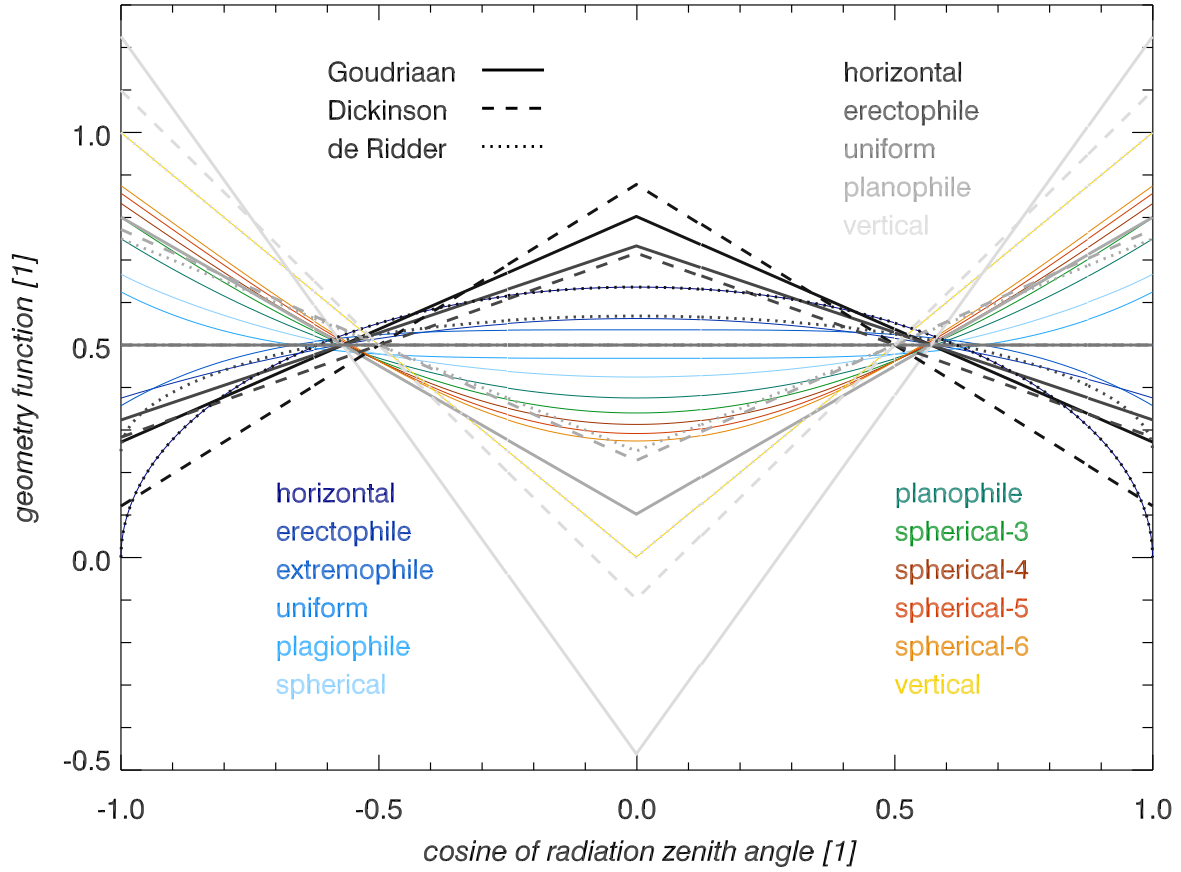 Goudriaan
Dickinson
de Ridder
horizontal
erectophile
uniform
planophile
vertical
1.0
0.5
0.0
-0.5
geometry function [1]
horizontal
erectophile
extremophile
uniform
plagiophile
spherical
planophile
spherical-3
spherical-4
spherical-5
spherical-6
vertical
-1.0 -0.5 0.0 0.5 1.0
cosine of radiation zenith angle [1]